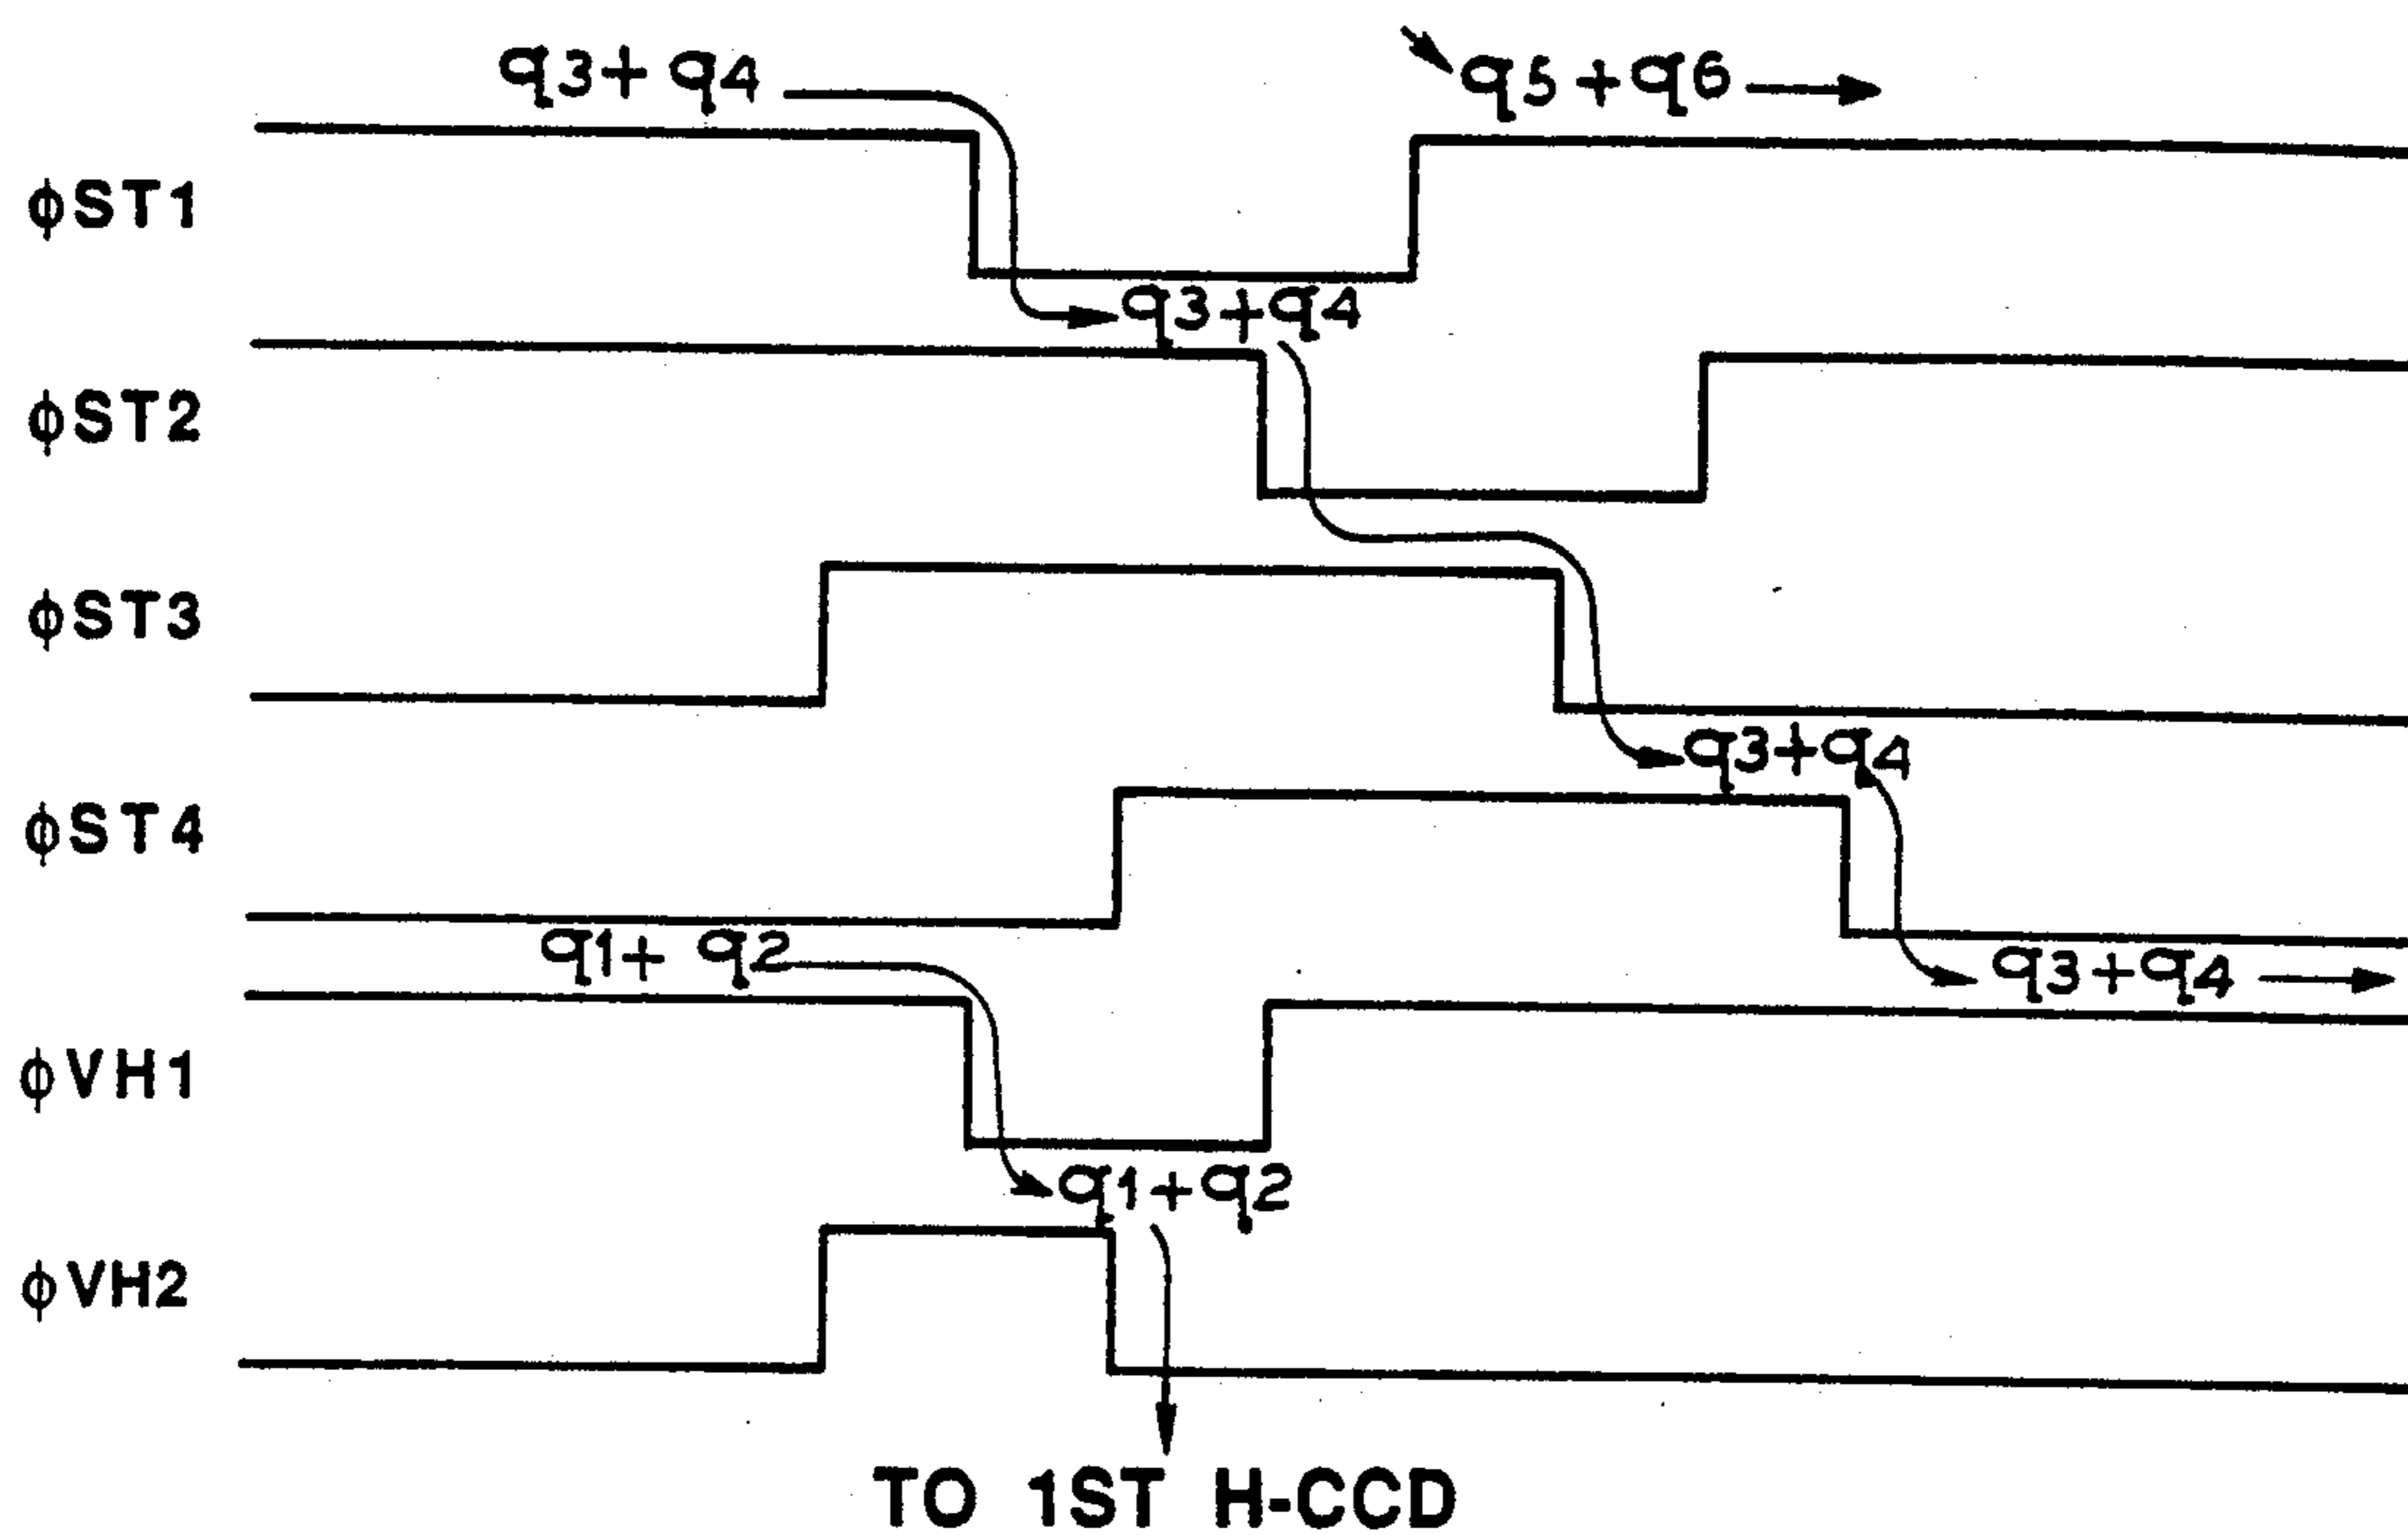 q3+ q4
q5+q6
ϕST1
q3+q4
ϕST2
ϕST3
q3+q4
ϕST4
q1+ q2
q3+q4
ϕVH1
q1+q2
ϕVH2
TO 1ST H-CCD